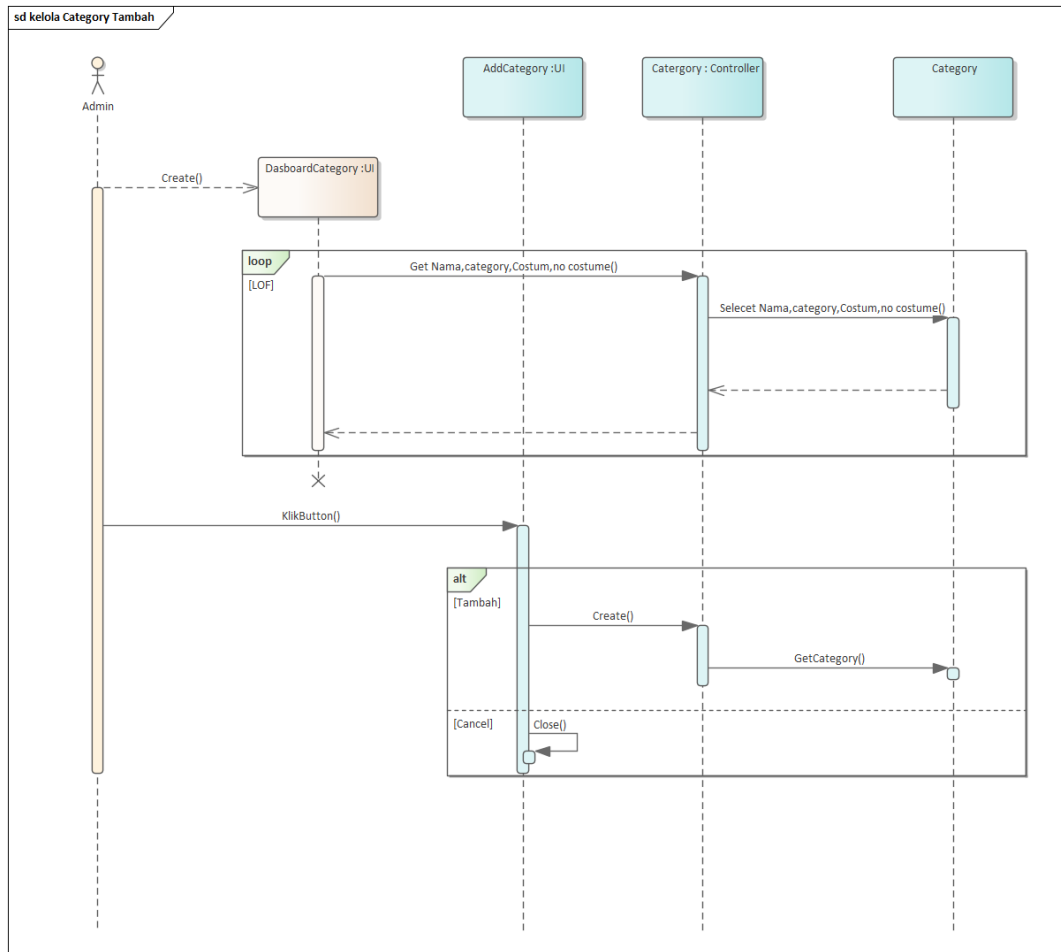 sd kelola Category Tambah
AddCategory :UI
Catergory : Controller
Category
Admin
DasboardCategory :UI
Create()
loop
[LOF]
Get Nama,category,Costum,no costume()
Selecet Nama,category,Costum,no costume()
KlikButton()
alt
[Tambah]
Create()
GetCategory()
[Cancel]
Close()